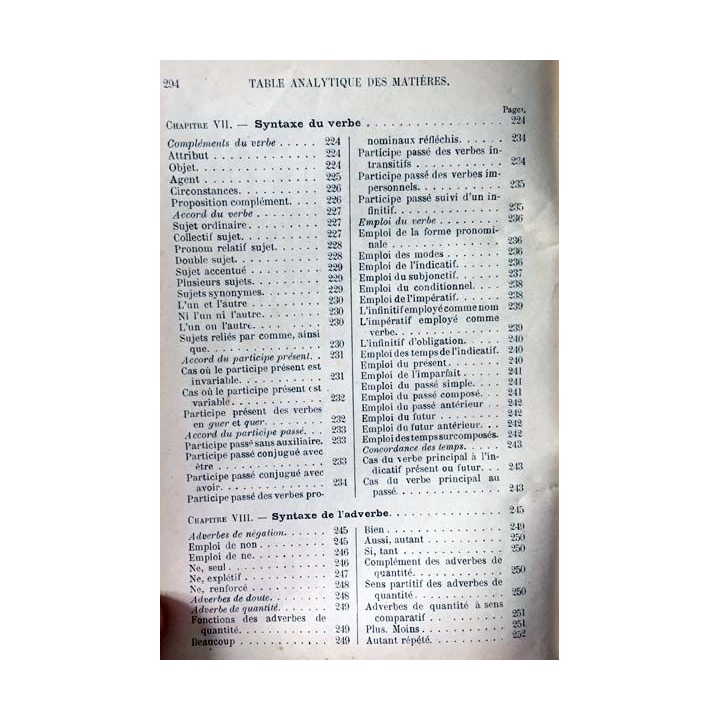 294 TABLE ANALYTIQUE DES MATIÈRES.
Pages.
CHAPITRE VII. — Syntaxe du verbe . . . . . . . . . . . . . . . . 224
Compléments du verbe . . . . . 224
Attribut . . . . . . . . . . . . 224
Objet. . . . . . . . . . . . . . 224
Agent . . . . . . . . . . . . . 225
Circonstances. . . . . . . . . . 226
Proposition complément. . . . . 226
Accord du verbe . . . . . . . . 227
Sujet ordinaire. . . . . . . . . 227
Collectif sujet. . . . . . . . . 227
Pronom relatif sujet. . . . . . 228
Double sujet. . . . . . . . . . 228
Sujet accentué . . . . . . . . . 229
Plusieurs sujets. . . . . . . . 229
Sujets synonymes. . . . . . . . 229
L'un et l'autre . . . . . . . . 230
Ni l'un ni l'autre. . . . . . . 230
L'un ou l'autre. . . . . . . . . 230
Sujets reliés par comme, ainsi
que. . . . . . . . . . . . . . . 230
Accord du participe présent. . . 231
Cas où le participe présent est
invariable. . . . . . . . . . . 231
Cas où le participe présent est
variable . . . . . . . . . . . . 232
Participe présent des verbes
en guer et quer. . . . . . . . . 232
Accord du participe passé. . . . 233
Participe passé sans auxiliaire. 233
Participe passé conjugué avec
être . . . . . . . . . . . . . . 233
Participe passé conjugué avec
avoir. . . . . . . . . . . . . . 234
Participe passé des verbes pro-
nominaux réfléchis. . . . . . . 234
Participe passé des verbes in-
transitifs . . . . . . . . . . . 234
Participe passé des verbes im-
personnels. . . . . . . . . . . 235
Participe passé suivi d'un in-
finitif. . . . . . . . . . . . . 235
Emploi du verbe . . . . . . . . 236
Emploi de la forme pronomi-
nale . . . . . . . . . . . . . . 236
Emploi des modes . . . . . . . . 236
Emploi de l'indicatif. . . . . . 236
Emploi du subjonctif. . . . . . 237
Emploi du conditionnel. . . . . 238
Emploi de l'impératif. . . . . . 238
L'infinitif employé comme nom 239
L'impératif employé comme
verbe. . . . . . . . . . . . . . 239
L'infinitif d'obligation. . . . 240
Emploi des temps de l'indicatif. 240
Emploi du présent. . . . . . . . 240
Emploi de l'imparfait. . . . . . 241
Emploi du passé simple. . . . . 241
Emploi du passé composé. . . . . 241
Emploi du passé antérieur . . . 242
Emploi du futur . . . . . . . . 242
Emploi du futur antérieur. . . . 242
Emploi des temps surcomposés. 242
Concordance des temps. . . . . . 243
Cas du verbe principal à l'in-
dicatif présent ou futur. . . . 243
Cas du verbe principal au
passé. . . . . . . . . . . . . . 243
CHAPITRE VIII. — Syntaxe de l'adverbe. . . . . . . . . . . . . . 245
Adverbes de négation. . . . . . 245
Emploi de non . . . . . . . . . 245
Emploi de ne. . . . . . . . . . 246
Ne, seul . . . . . . . . . . . . 246
Ne, explétif . . . . . . . . . . 247
Ne, renforcé . . . . . . . . . . 248
Adverbes de doute. . . . . . . . 248
Adverbe de quantité. . . . . . . 249
Fonctions des adverbes de
quantité. . . . . . . . . . . . 249
Beaucoup . . . . . . . . . . . . 249
Bien . . . . . . . . . . . . . . 249
Aussi, autant . . . . . . . . . 250
Si, tant . . . . . . . . . . . . 250
Complément des adverbes de
quantité. . . . . . . . . . . . 250
Sens partitif des adverbes de
quantité . . . . . . . . . . . . 250
Adverbes de quantité à sens
comparatif . . . . . . . . . . . 251
Plus. Moins . . . . . . . . . . 251
Autant répété. . . . . . . . . . 252